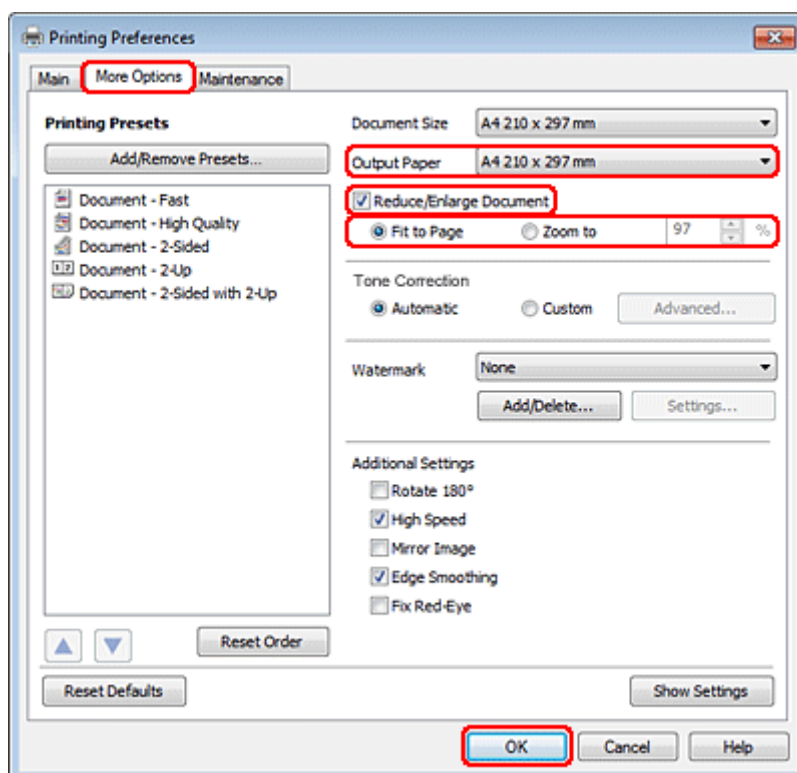 Printing Preferences
Main More Options Maintenance
Printing Presets
Add/Remove Presets...
Document - Fast
Document - High Quality
Document - 2-Sided
Document - 2-Up
Document - 2-Sided with 2-Up
Reset Order
Document Size A4 210 x 297 mm
Output Paper A4 210 x 297 mm
Reduce/Enlarge Document
Fit to Page Zoom to 97 %
Tone Correction
Automatic Custom Advanced...
Watermark None
Add/Delete... Settings...
Additional Settings
Rotate 180°
High Speed
Mirror Image
Edge Smoothing
Fix Red-Eye
Reset Defaults Show Settings
OK Cancel Help